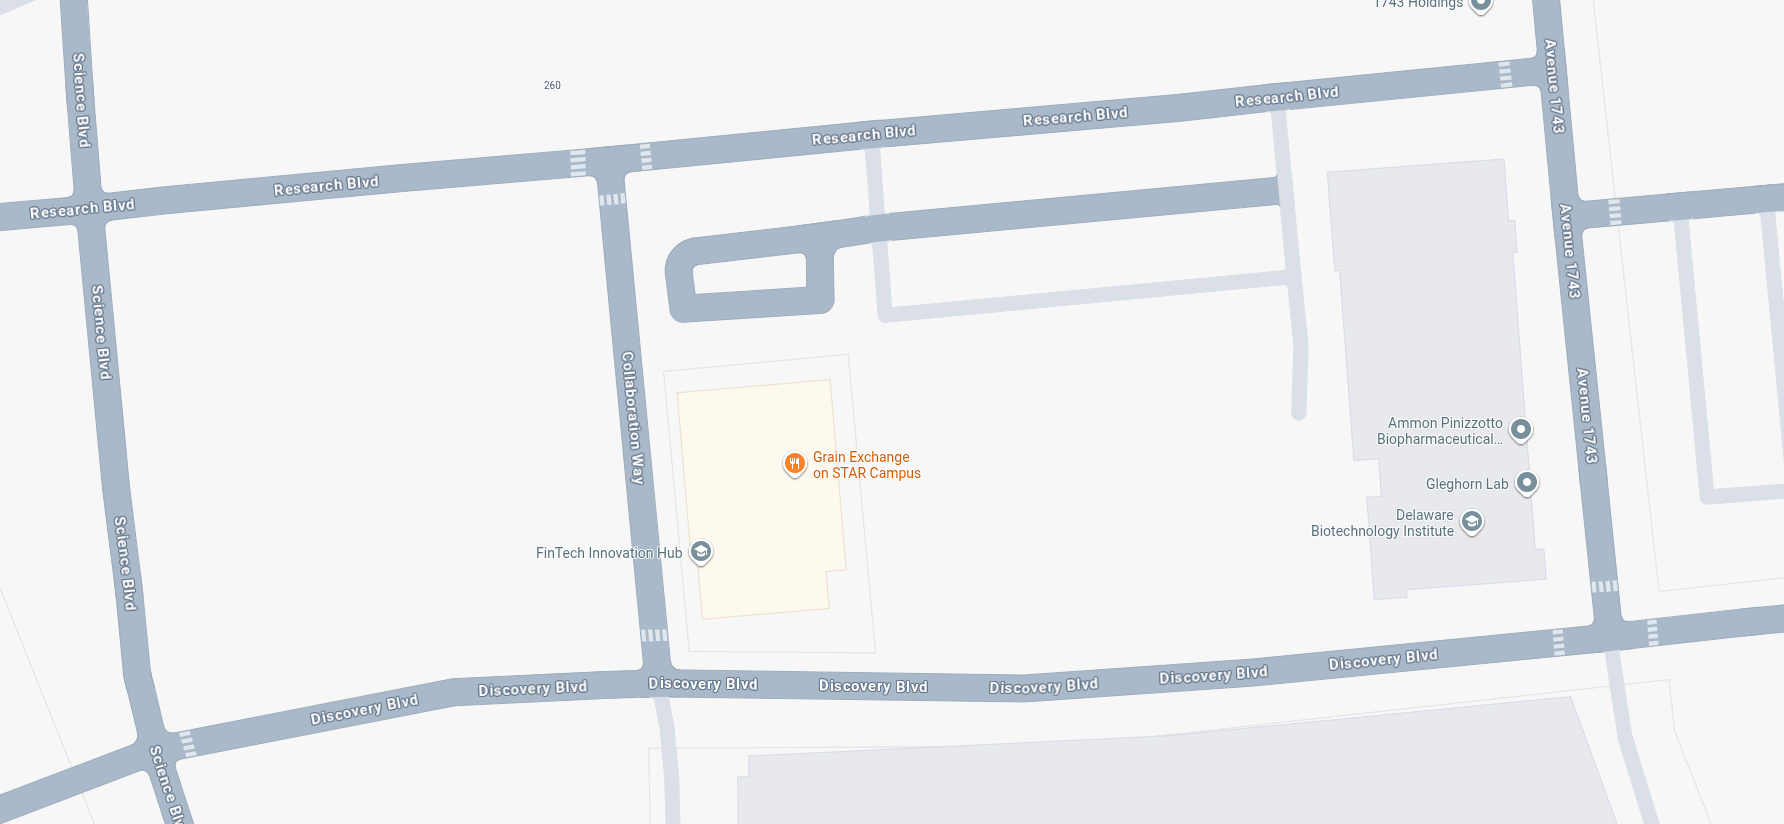 1743 Holdings
Science Blvd
Avenue 1743
260
Research Blvd
Research Blvd
Research Blvd
Research Blvd
Research Blvd
Avenue 1743
Science Blvd
Collaboration Way
Avenue 1743
Ammon Pinizzotto
Biopharmaceutical...
Grain Exchange
on STAR Campus
Gleghorn Lab
Delaware
Biotechnology Institute
FinTech Innovation Hub
Science Blvd
Discovery Blvd
Discovery Blvd
Discovery Blvd
Discovery Blvd
Discovery Blvd
Discovery Blvd
Discovery Blvd
Science Blvd